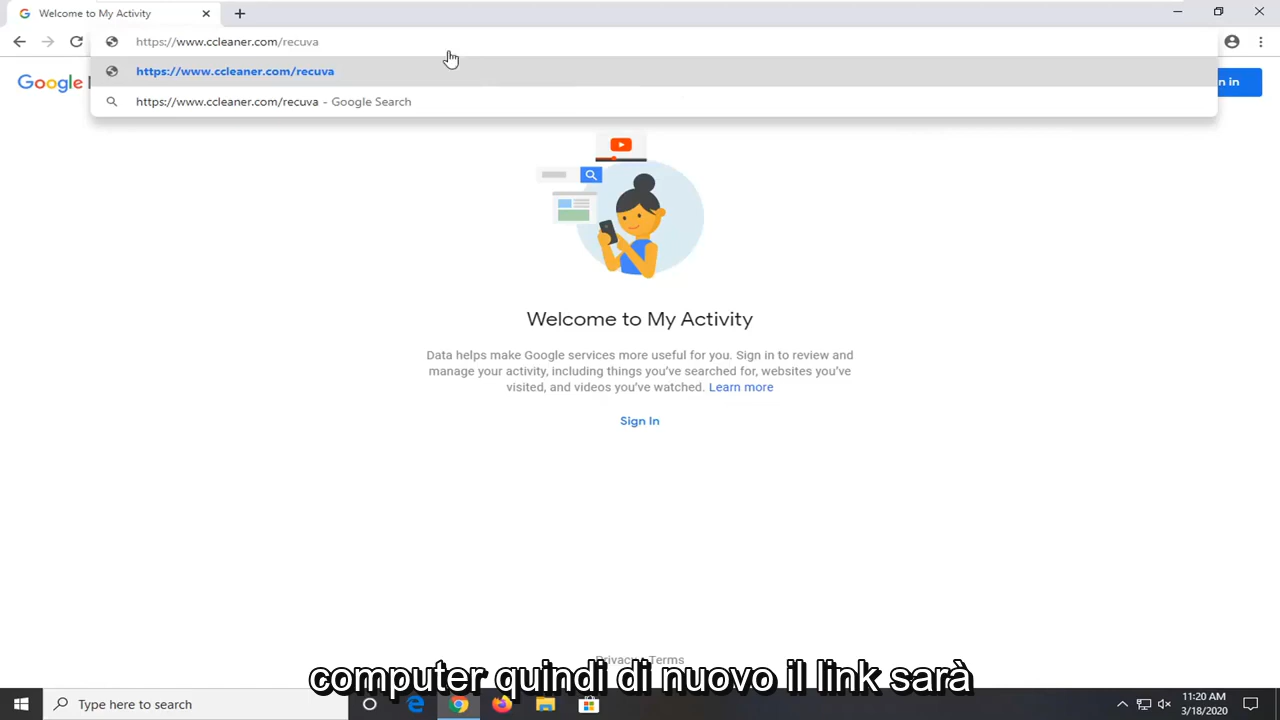 Welcome to My Activity
https://www.ccleaner.com/recuva
https://www.ccleaner.com/recuva
https://www.ccleaner.com/recuva - Google Search
Google
n in
Welcome to My Activity
Data helps make Google services more useful for you. Sign in to review and
manage your activity, including things you've searched for, websites you've
visited, and videos you've watched. Learn more
Sign In
Privacy Terms
computer quindi di nuovo il link sarà
Type here to search
11:20 AM
3/18/2020